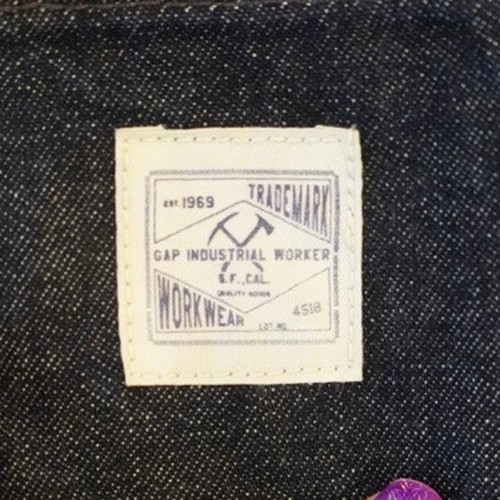 EST. 1969
TRADEMARK
GAP INDUSTRIAL WORKER
S.F., CAL.
QUALITY GOODS
WORKWEAR
LOT NO. 4518